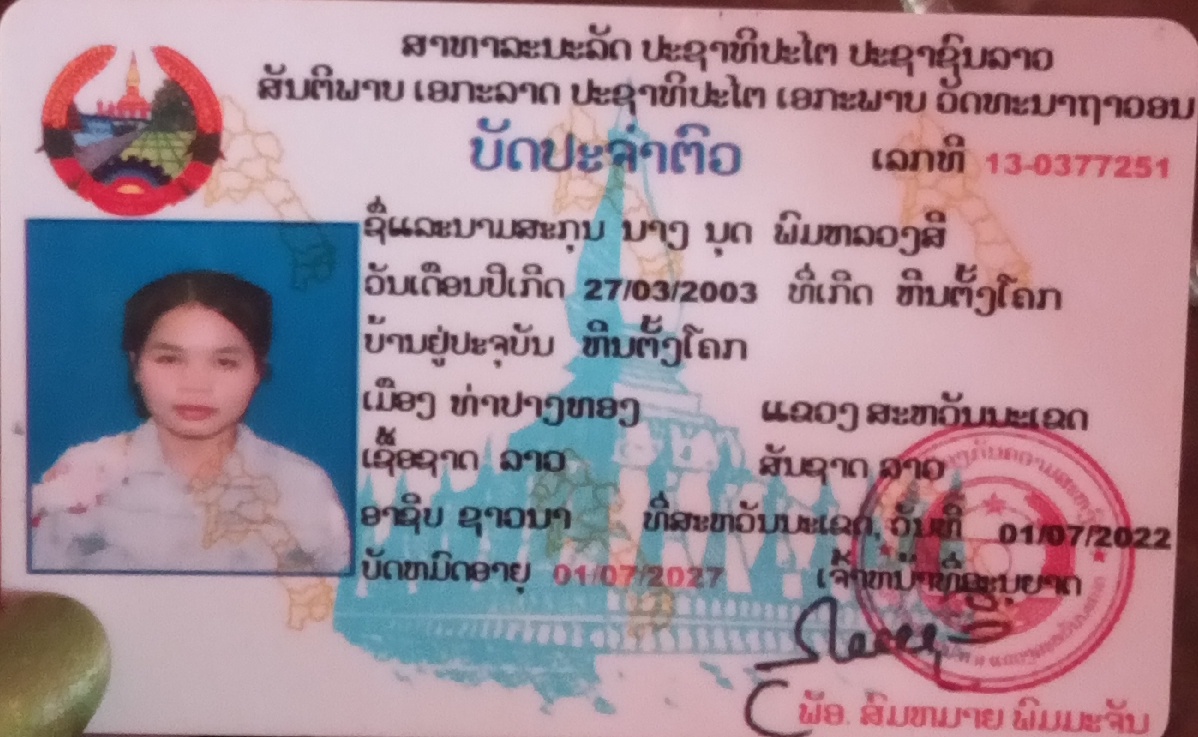 ສາທາລະນະລັດ ປະຊາທິປະໄຕ ປະຊາຊົນລາວ
ສັນຕິພາບ ເອກະລາດ ປະຊາທິປະໄຕ ເອກະພາບ ວັດທະນາຖາວອນ
ບັດປະຈໍາຕົວ ເລກທີ 13-0377251
ຊື່ແລະນາມສະກຸນ ນາງ ນຸດ ພິມຫລວງສີ
ວັນເດືອນປີເກີດ 27/03/2003 ທີ່ເກີດ ຫີນຕັ້ງໂຄກ
ບ້ານຢູ່ປະຈຸບັນ ຫີນຕັ້ງໂຄກ
ເມືອງ ທ່າປາງທອງ ແຂວງ ສະຫວັນນະເຂດ
ເຊື້ອຊາດ ລາວ ສັນຊາດ ລາວ
ອາຊີບ ຊາວນາ ທີ່ສະຫວັນນະເຂດ, ວັນທີ 01/07/2022
ບັດຫມົດອາຍຸ 01/07/2027 ເຈົ້າຫນ້າທີ່ອະນຸຍາດ
ພັອ. ສົມຫມາຍ ພິມມະຈັນ